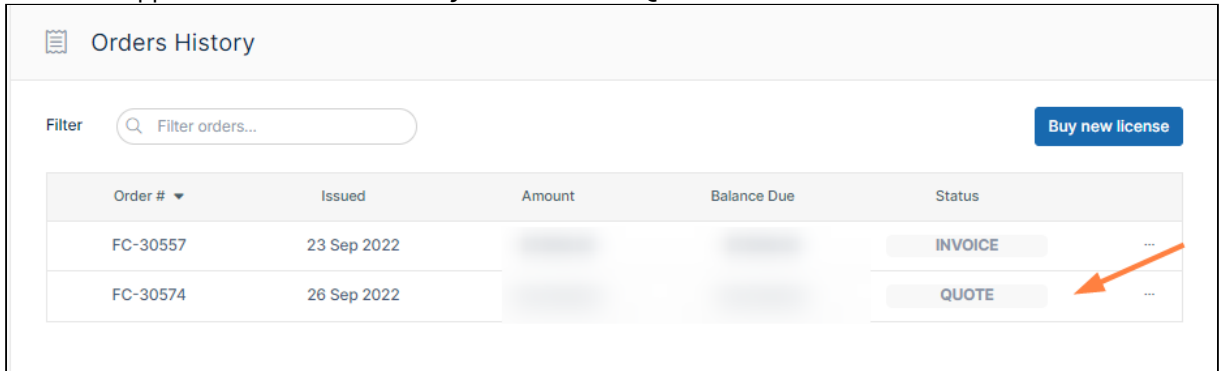 Orders History
Filter Filter orders... Buy new license
Order # Issued Amount Balance Due Status
FC-30557 23 Sep 2022 INVOICE ...
FC-30574 26 Sep 2022 QUOTE ...